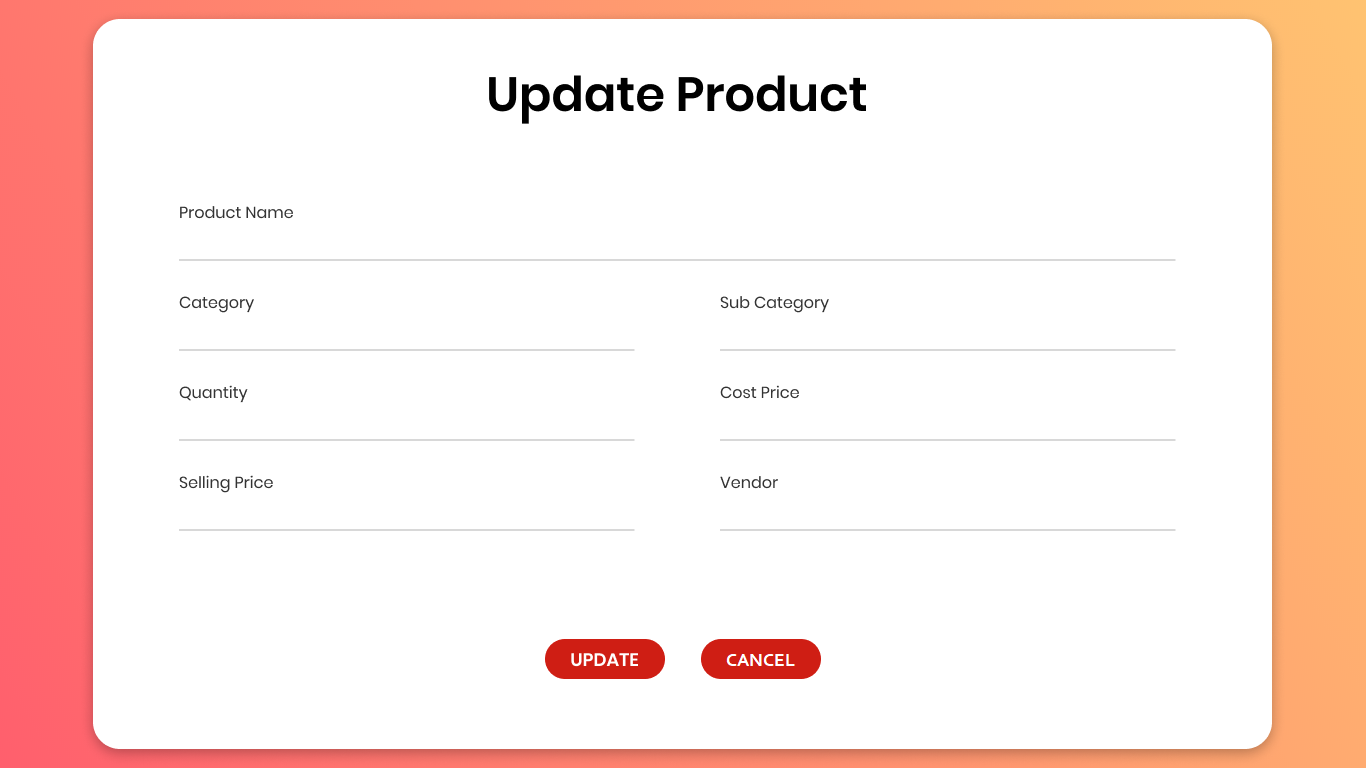 Update Product
Product Name
Category
Sub Category
Quantity
Cost Price
Selling Price
Vendor
UPDATE
CANCEL